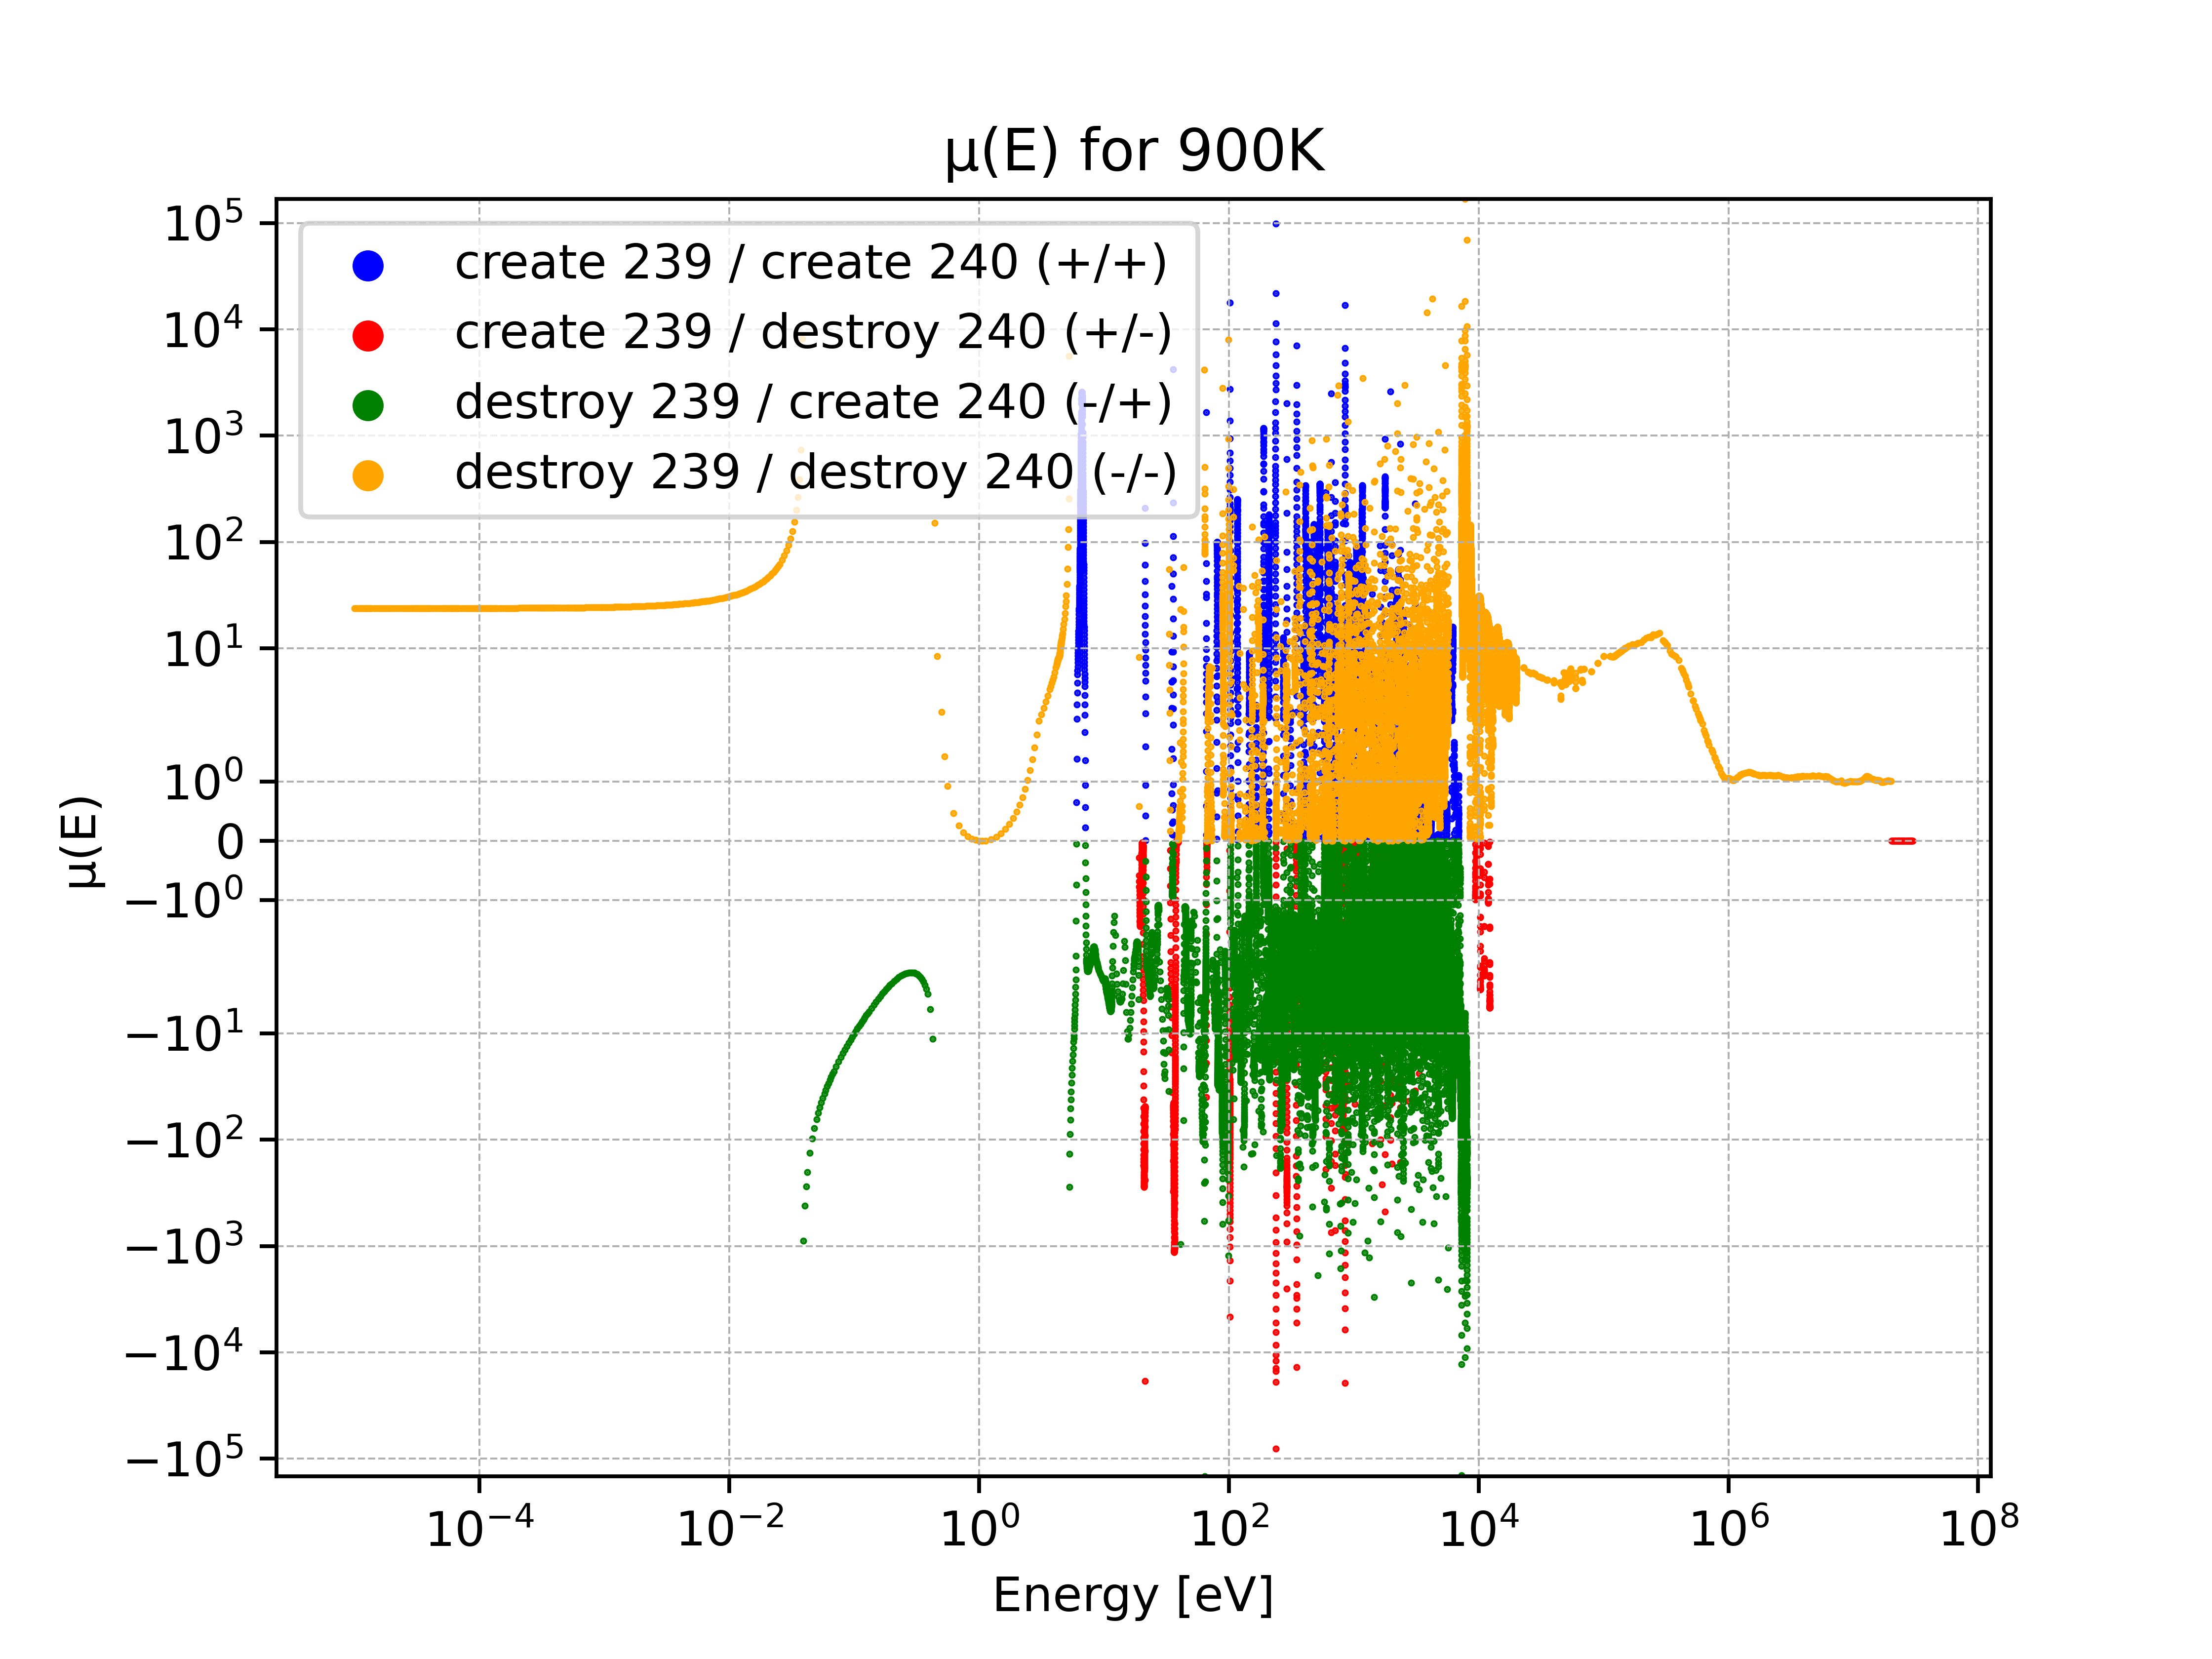 μ(E) for 900K
create 239 / create 240 (+/+)
create 239 / destroy 240 (+/-)
destroy 239 / create 240 (-/+)
destroy 239 / destroy 240 (-/-)
μ(E)
10⁵
10⁴
10³
10²
10¹
10⁰
0
−10⁰
−10¹
−10²
−10³
−10⁴
−10⁵
10⁻⁴ 10⁻² 10⁰ 10² 10⁴ 10⁶ 10⁸
Energy [eV]